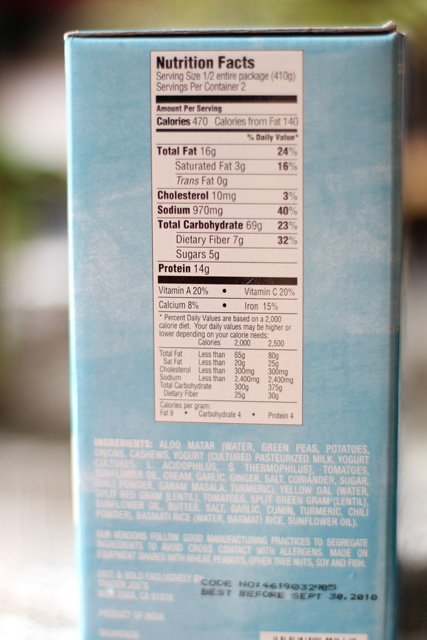 Nutrition Facts
Serving Size 1/2 entire package (410g)
Servings Per Container 2
Amount Per Serving
Calories 470 Calories from Fat 140
% Daily Value*
Total Fat 16g 24%
Saturated Fat 3g 16%
Trans Fat 0g
Cholesterol 10mg 3%
Sodium 970mg 40%
Total Carbohydrate 69g 23%
Dietary Fiber 7g 32%
Sugars 5g
Protein 14g
Vitamin A 20% • Vitamin C 20%
Calcium 8% • Iron 15%
* Percent Daily Values are based on a 2,000
calorie diet. Your daily values may be higher or
lower depending on your calorie needs:
Calories 2,000 2,500
Total Fat Less than 65g 80g
Sat Fat Less than 20g 25g
Cholesterol Less than 300mg 300mg
Sodium Less than 2,400mg 2,400mg
Total Carbohydrate 300g 375g
Dietary Fiber 25g 30g
Calories per gram:
Fat 9 • Carbohydrate 4 • Protein 4
INGREDIENTS: ALOO MATAR (WATER, GREEN PEAS, POTATOES,
ONIONS, CASHEWS, YOGURT [CULTURED PASTEURIZED MILK, YOGURT
CULTURES: L. ACIDOPHILUS, S. THERMOPHILUS], TOMATOES,
SUNFLOWER OIL, CREAM, GARLIC, GINGER, SALT, CORIANDER, SUGAR,
CHILI POWDER, GARAM MASALA, TURMERIC), YELLOW DAL (WATER,
SPLIT RED GRAM [LENTIL], TOMATOES, SPLIT GREEN GRAM [LENTIL],
SUNFLOWER OIL, BUTTER, SALT, GARLIC, CUMIN, TURMERIC, CHILI
POWDER), BASMATI RICE (WATER, BASMATI RICE, SUNFLOWER OIL).
OUR VENDORS FOLLOW GOOD MANUFACTURING PRACTICES TO SEGREGATE
INGREDIENTS TO AVOID CROSS CONTACT WITH ALLERGENS. MADE ON
EQUIPMENT SHARED WITH WHEAT, PEANUTS, OTHER TREE NUTS, SOY AND FISH.
DIST. & SOLD EXCLUSIVELY BY
CODE NO:
TRADER JOE'S
BEST BEFORE SEPT 30, 2010
MONROVIA, CA 91016
PRODUCT OF INDIA